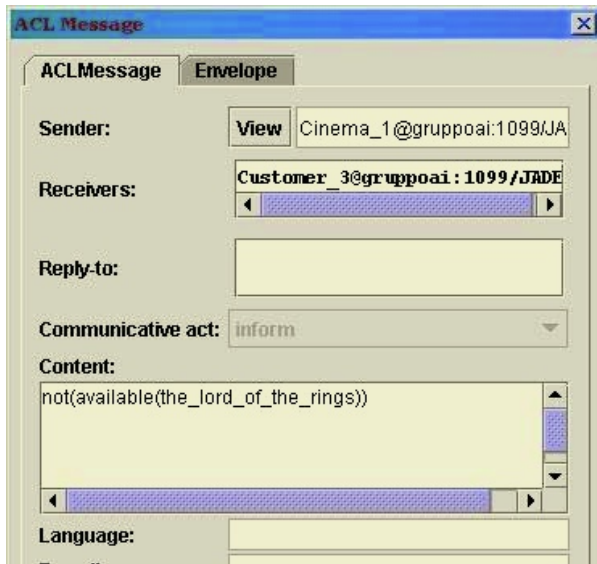 ACL Message
ACLMessage Envelope
Sender: View Cinema_1@gruppoai:1099/JA
Receivers: Customer_3@gruppoai:1099/JADE
Reply-to:
Communicative act: inform
Content:
not(available(the_lord_of_the_rings))
Language: